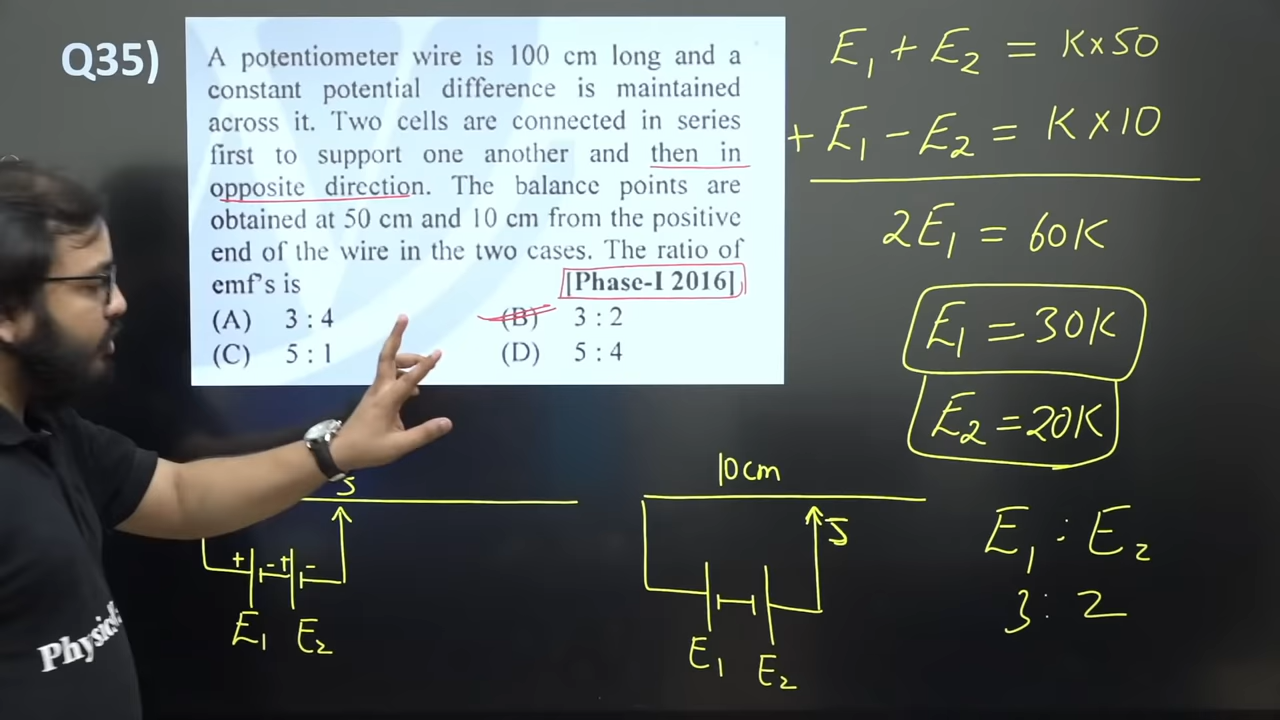 Q35)
A potentiometer wire is 100 cm long and a
constant potential difference is maintained
across it. Two cells are connected in series
first to support one another and then in
opposite direction. The balance points are
obtained at 50 cm and 10 cm from the positive
end of the wire in the two cases. The ratio of
emf's is [Phase-I 2016]
(A) 3 : 4 (B) 3 : 2
(C) 5 : 1 (D) 5 : 4
E₁ + E₂ = K×50
+ E₁ − E₂ = K×10
2E₁ = 60K
E₁ = 30K
E₂ = 20K
E₁ : E₂
3 : 2
J
+ - + -
E₁ E₂
10cm
J
E₁ E₂